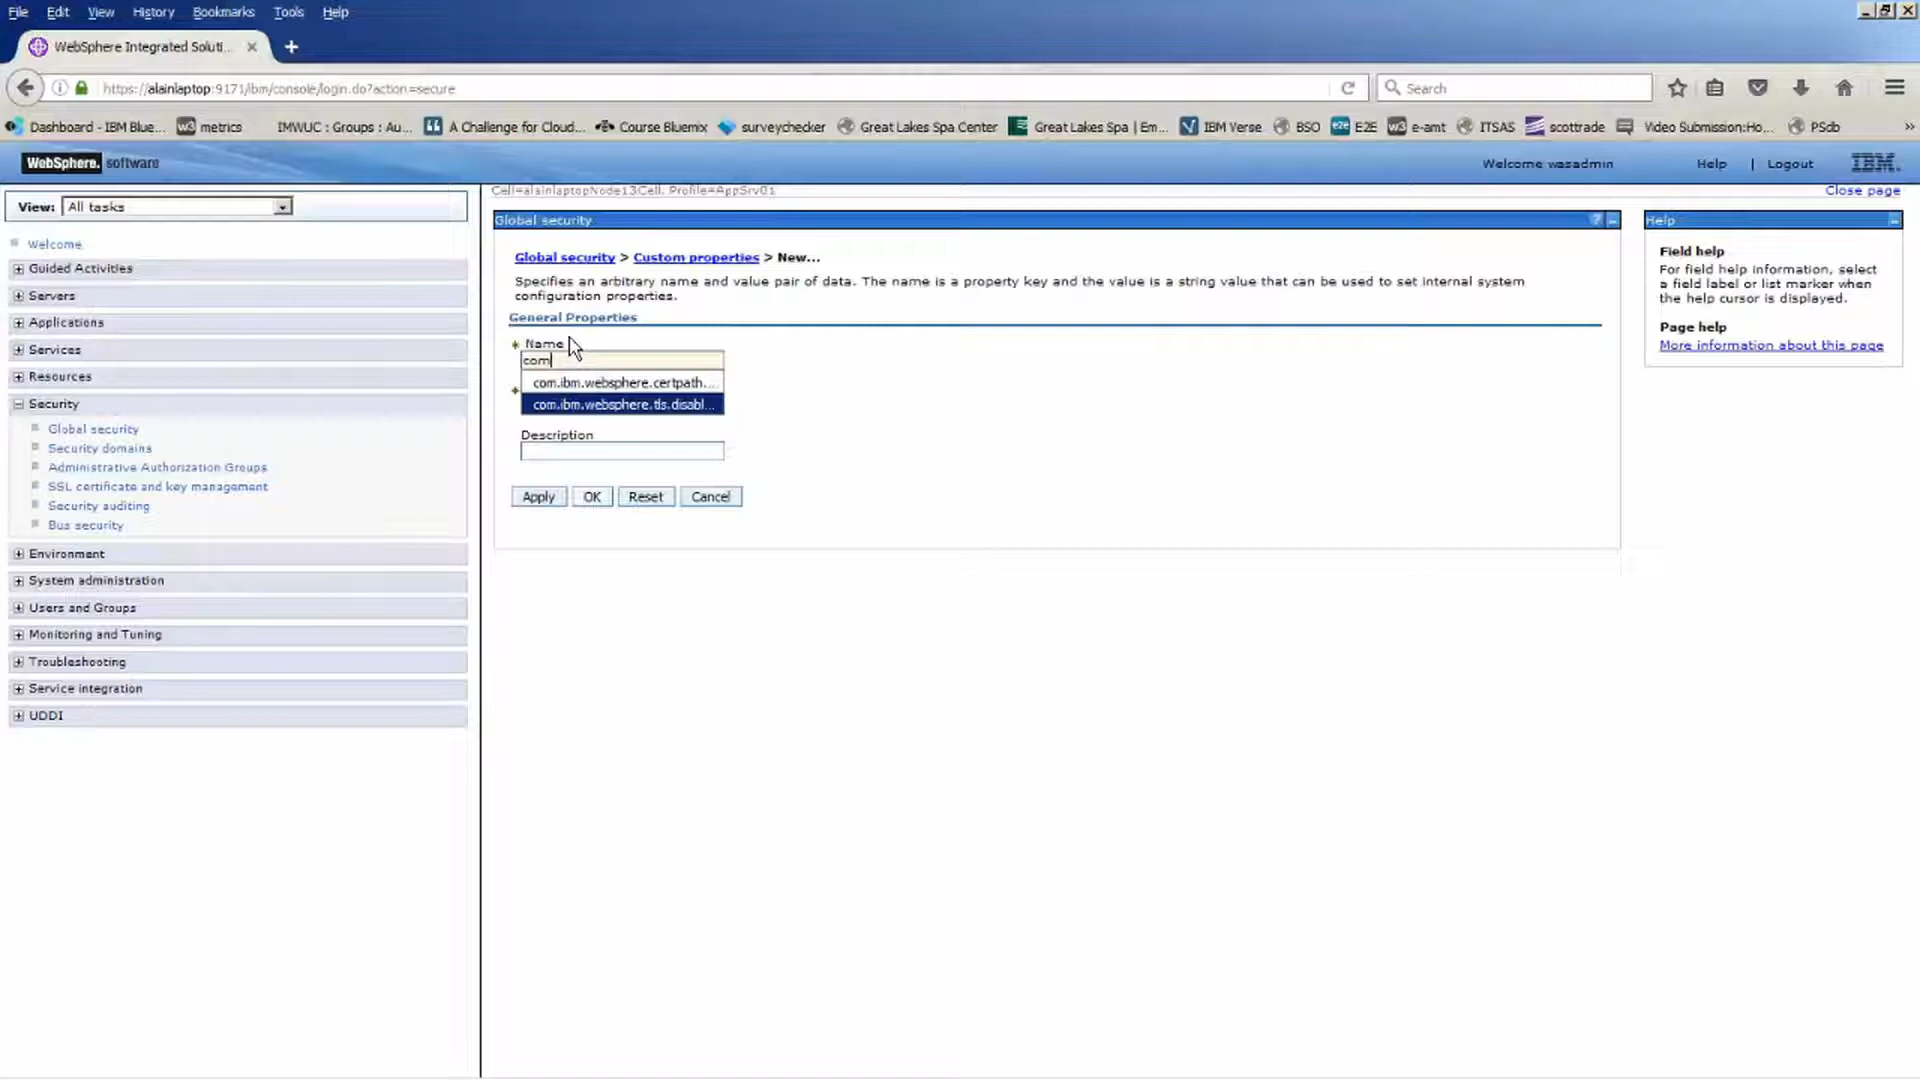 File Edit View History Bookmarks Tools Help
WebSphere Integrated Soluti...
https://alainlaptop:9171/ibm/console/login.do?action=secure
Search
Dashboard - IBM Blue... w3 metrics IMWUC : Groups : Au... A Challenge for Cloud... Course Bluemix surveychecker Great Lakes Spa Center Great Lakes Spa | Em... IBM Verse BSO e2e E2E w3 e-amt ITSAS scottrade Video Submission:Ho... PSdb »
WebSphere. software
Welcome wasadmin Help | Logout IBM.
View: All tasks
Welcome
Guided Activities
Servers
Applications
Services
Resources
Security
Global security
Security domains
Administrative Authorization Groups
SSL certificate and key management
Security auditing
Bus security
Environment
System administration
Users and Groups
Monitoring and Tuning
Troubleshooting
Service integration
UDDI
Cell=alainlaptopNode13Cell, Profile=AppSrv01
Close page
Global security ?
Global security > Custom properties > New...
Specifies an arbitrary name and value pair of data. The name is a property key and the value is a string value that can be used to set internal system
configuration properties.
General Properties
* Name
com
com.ibm.websphere.certpath....
com.ibm.websphere.tls.disabl...
*
Description
Apply OK Reset Cancel
Help
Field help
For field help information, select
a field label or list marker when
the help cursor is displayed.
Page help
More information about this page